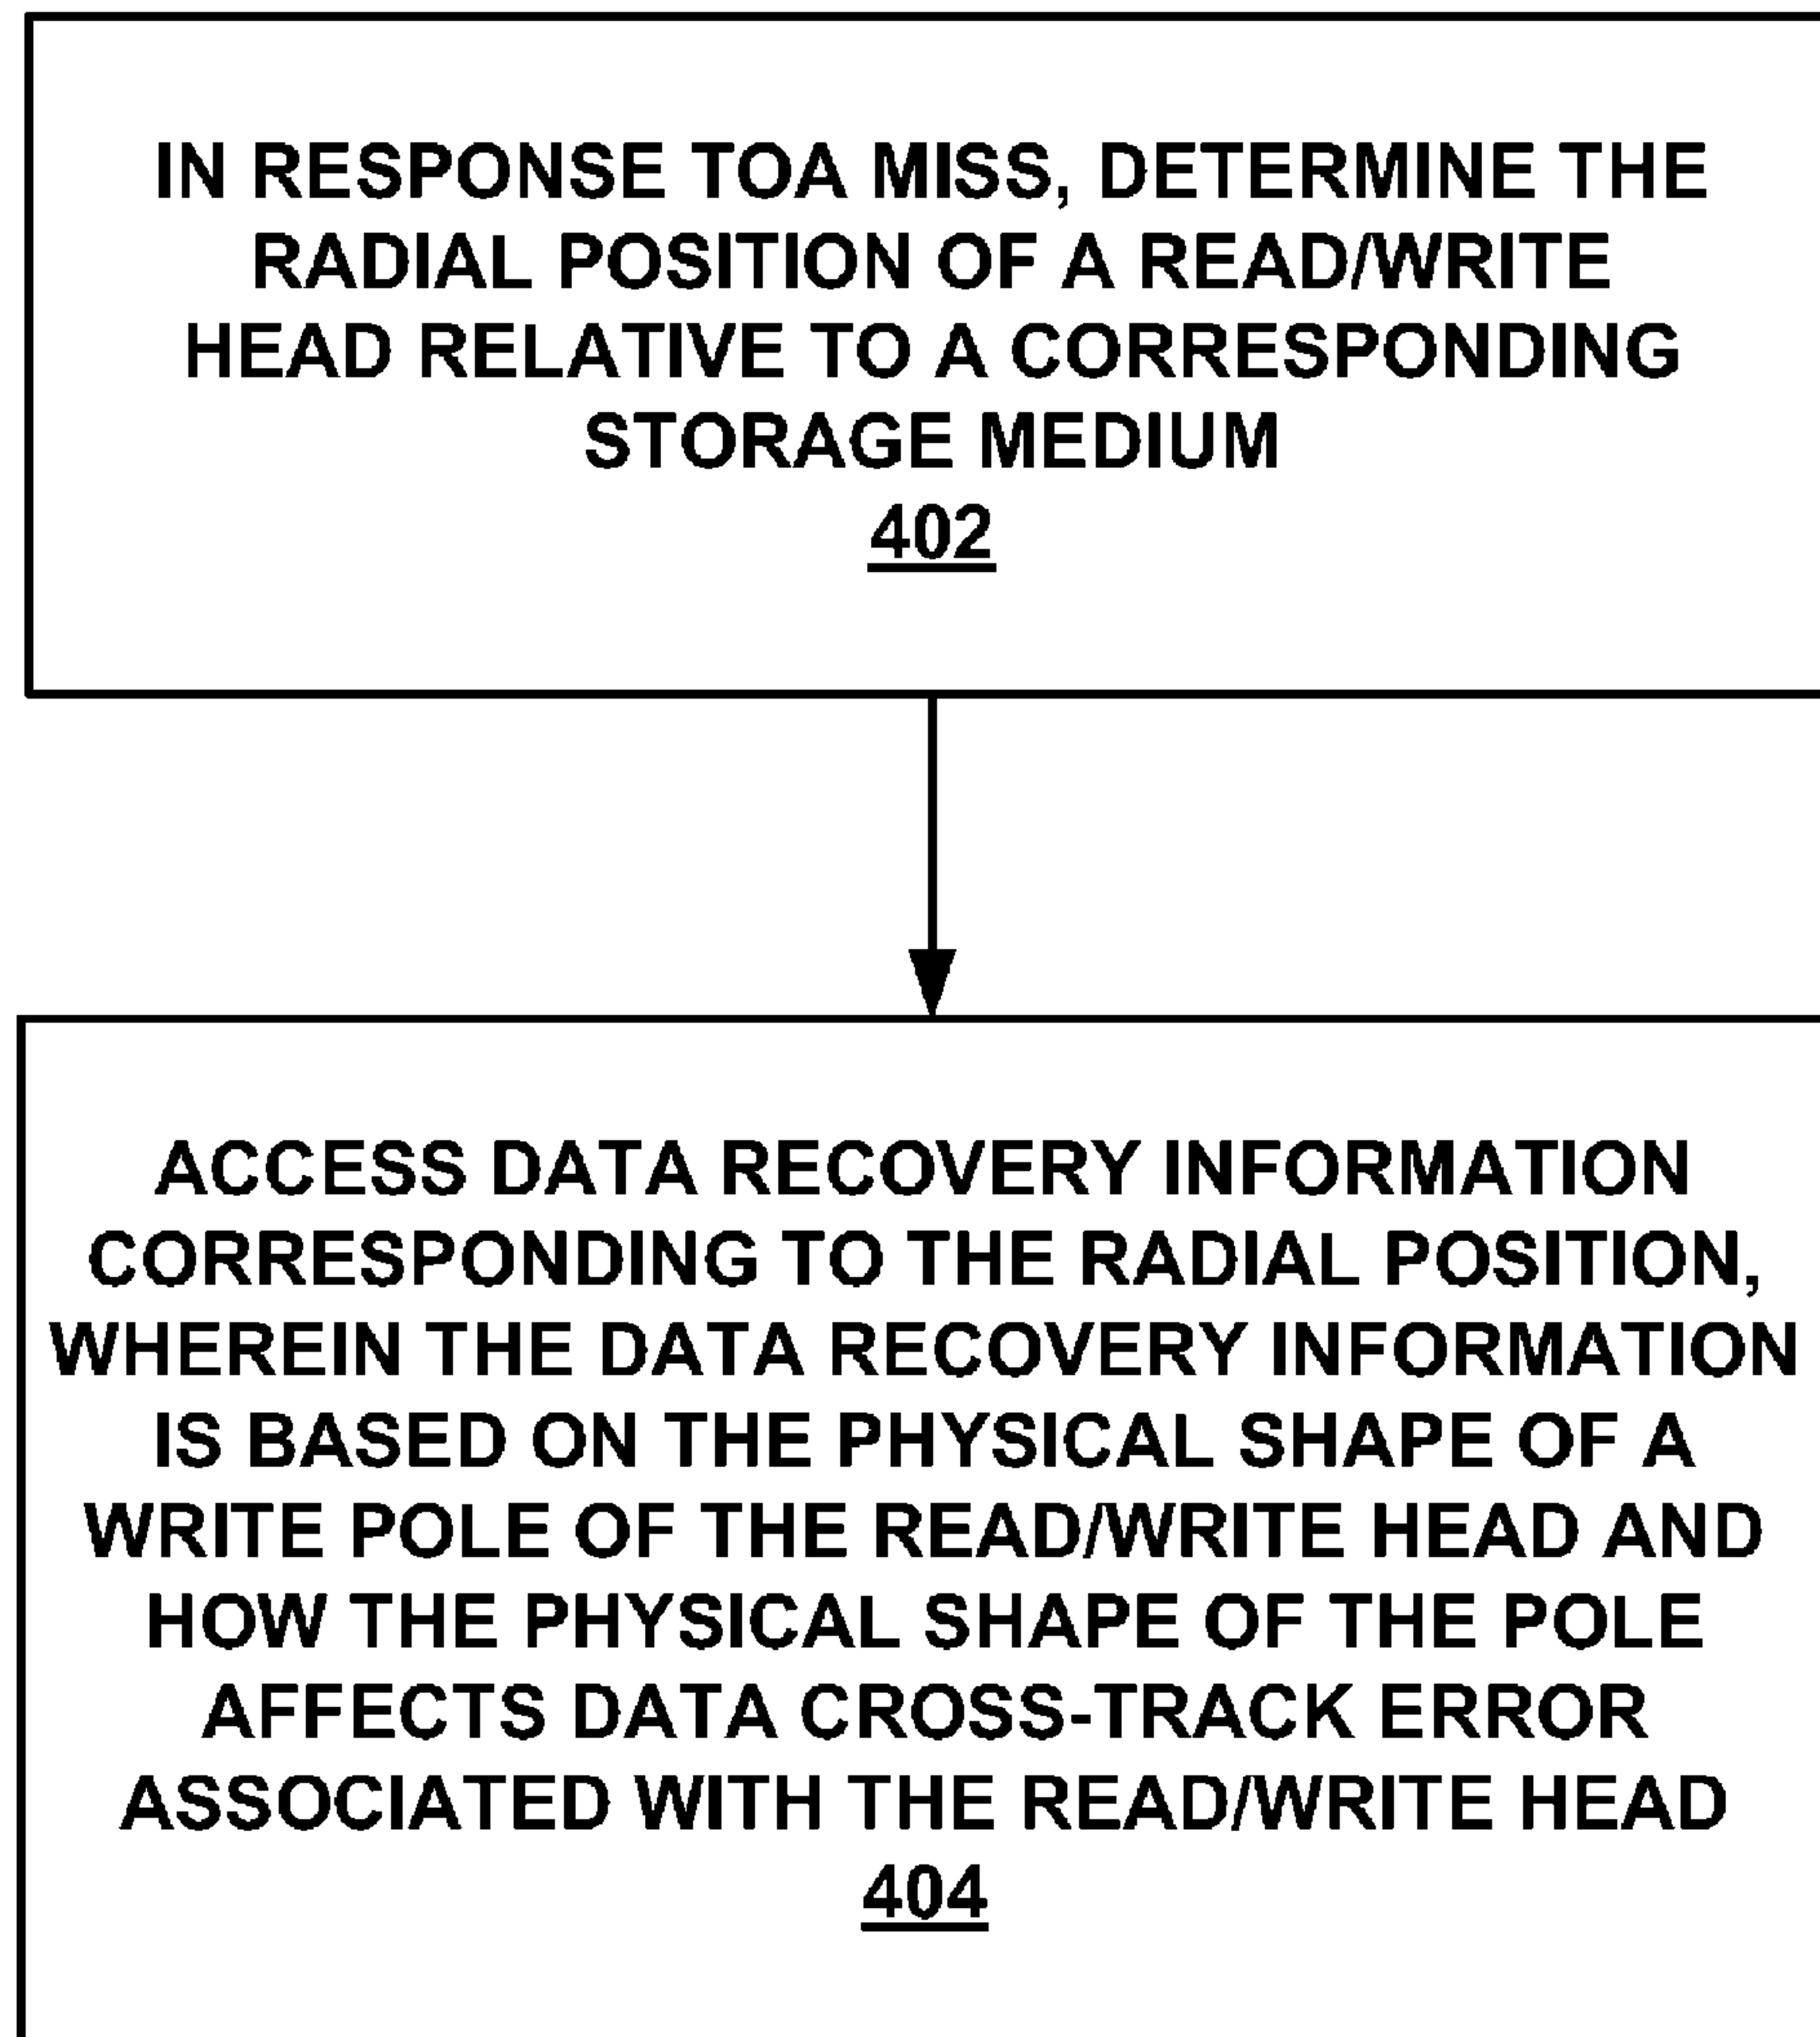 IN RESPONSE TOA MISS, DETERMINE THE
RADIAL POSITION OF A READ/WRITE
HEAD RELATIVE TO A CORRESPONDING
STORAGE MEDIUM
402
ACCESS DATA RECOVERY INFORMATION
CORRESPONDING TO THE RADIAL POSITION,
WHEREIN THE DATA RECOVERY INFORMATION
IS BASED ON THE PHYSICAL SHAPE OF A
WRITE POLE OF THE READ/WRITE HEAD AND
HOW THE PHYSICAL SHAPE OF THE POLE
AFFECTS DATA CROSS-TRACK ERROR
ASSOCIATED WITH THE READ/WRITE HEAD
404